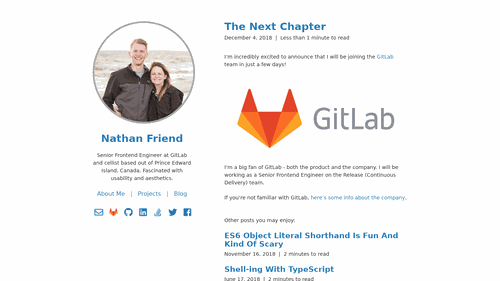 Nathan Friend
Senior Frontend Engineer at GitLab
and cellist based out of Prince Edward
Island, Canada. Fascinated with
usability and aesthetics.
About Me | Projects | Blog
The Next Chapter
December 4, 2018 | Less than 1 minute to read
I'm incredibly excited to announce that I will be joining the GitLab
team in just a few days!
GitLab
I'm a big fan of GitLab - both the product and the company. I will be
working as a Senior Frontend Engineer on the Release (Continuous
Delivery) team.
If you're not familiar with GitLab, here's some info about the company.
Other posts you may enjoy:
ES6 Object Literal Shorthand Is Fun And
Kind Of Scary
November 16, 2018 | 2 minutes to read
Shell-ing With TypeScript
June 17, 2018 | 2 minutes to read